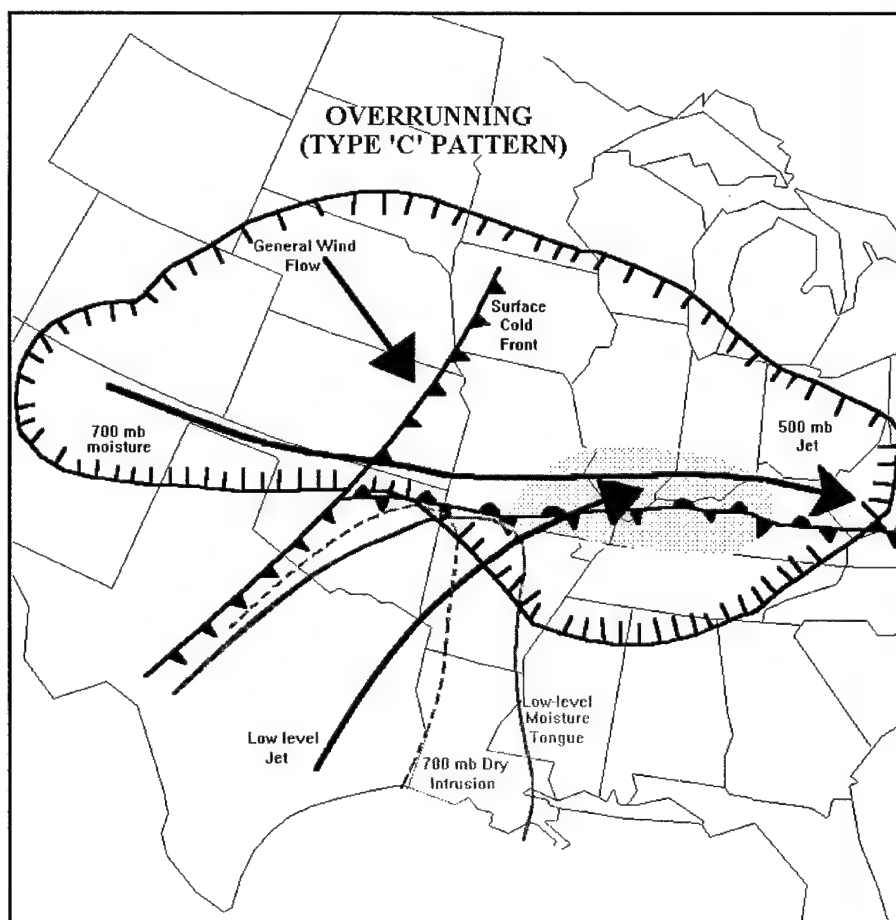 OVERRUNNING
(TYPE 'C' PATTERN)
General Wind
Flow
Surface
Cold
Front
700 mb
moisture
500 mb
Jet
Low level
Jet
700 mb Dry
Intrusion
Low-level
Moisture
Tongue